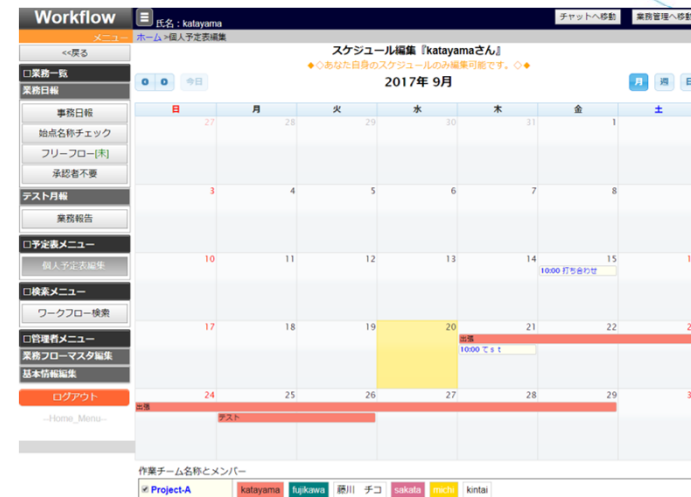 Workflow
氏名 : katayama
チャットへ移動 業務管理へ移動
メニュー
ホーム>個人予定表編集
<<戻る
スケジュール編集『katayamaさん』
◆◇あなた自身のスケジュールのみ編集可能です。◇◆
□業務一覧
業務日報
今日
2017年 9月
月 週
事務日報
始点名称チェック
フリーフロー[未]
承認者不要
テスト月報
業務報告
□予定表メニュー
個人予定表編集
□検索メニュー
ワークフロー検索
□管理者メニュー
業務フローマスタ編集
基本情報編集
ログアウト
--Home_Menu--
日 月 火 水 木 金 土
27 28 29 30 31 1
3 4 5 6 7 8
10 11 12 13 14 15
10:00 打ち合わせ
17 18 19 20 21 22
出張
10:00 てｓｔ
24 25 26 27 28 29
出張
テスト
作業チーム名称とメンバー
Project-A katayama fujikawa 藤川 チコ sakata michi kintai